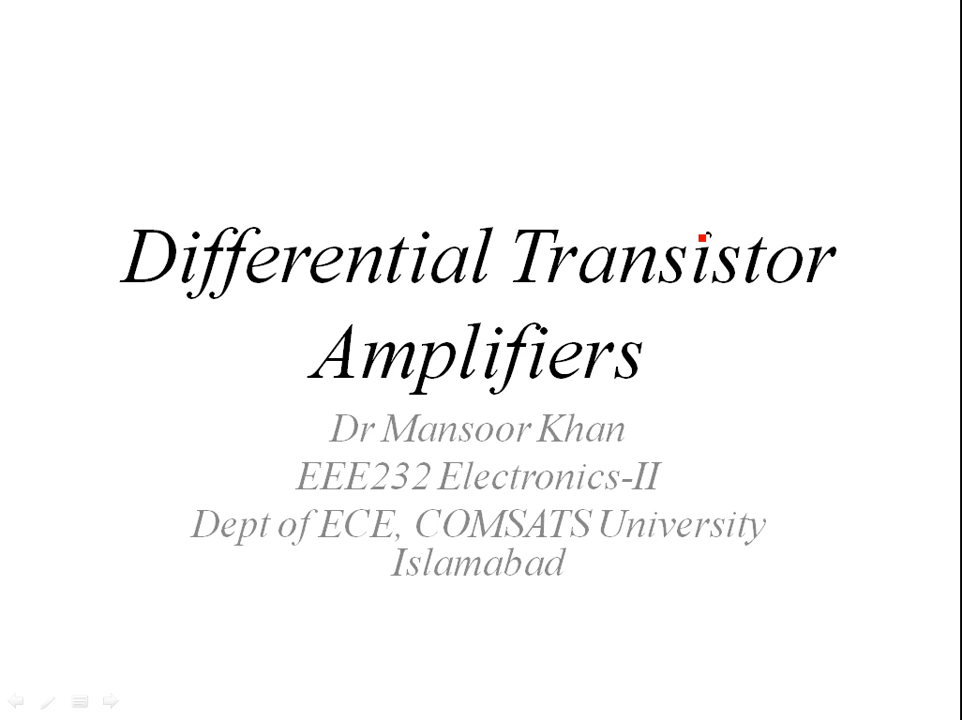 Differential Transistor
Amplifiers
Dr Mansoor Khan
EEE232 Electronics-II
Dept of ECE, COMSATS University
Islamabad